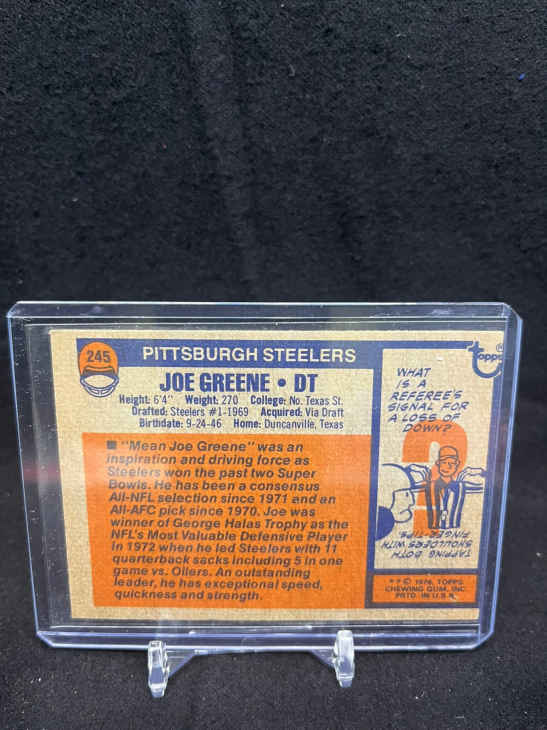 245
PITTSBURGH STEELERS
JOE GREENE • DT
Height: 6'4" Weight: 270 College: No. Texas St.
Drafted: Steelers #1-1969 Acquired: Via Draft
Birthdate: 9-24-46 Home: Duncanville, Texas
■ "Mean Joe Greene" was an
inspiration and driving force as
Steelers won the past two Super
Bowls. He has been a consensus
All-NFL selection since 1971 and an
All-AFC pick since 1970. Joe was
winner of George Halas Trophy as the
NFL's Most Valuable Defensive Player
in 1972 when he led Steelers with 11
quarterback sacks including 5 in one
game vs. Oilers. An outstanding
leader, he has exceptional speed,
quickness and strength.
Topps
WHAT
IS A
REFEREE'S
SIGNAL FOR
A LOSS OF
DOWN?
TAPPING BOTH
SHOULDERS WITH
FINGER-TIPS
* * © 1976, TOPPS
CHEWING GUM, INC.
PRTD. IN U.S.A.